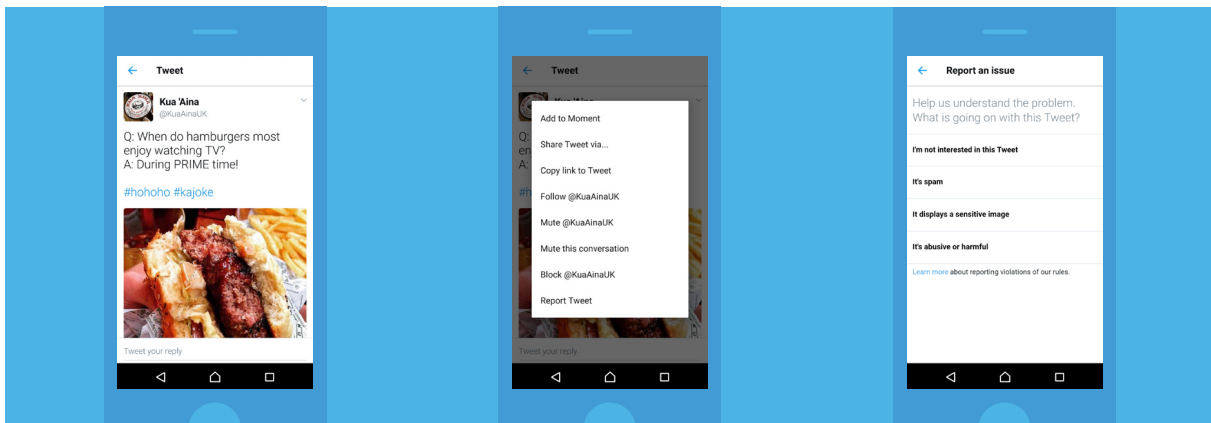 Tweet
Kua 'Aina
@KuaAinaUK
Q: When do hamburgers most
enjoy watching TV?
A: During PRIME time!
#hohoho #kajoke
Tweet your reply
Tweet
Kua 'Aina
Q:
en
A:
#h
Add to Moment
Share Tweet via...
Copy link to Tweet
Follow @KuaAinaUK
Mute @KuaAinaUK
Mute this conversation
Block @KuaAinaUK
Report Tweet
Tweet your reply
Report an issue
Help us understand the problem.
What is going on with this Tweet?
I'm not interested in this Tweet
It's spam
It displays a sensitive image
It's abusive or harmful
Learn more about reporting violations of our rules.